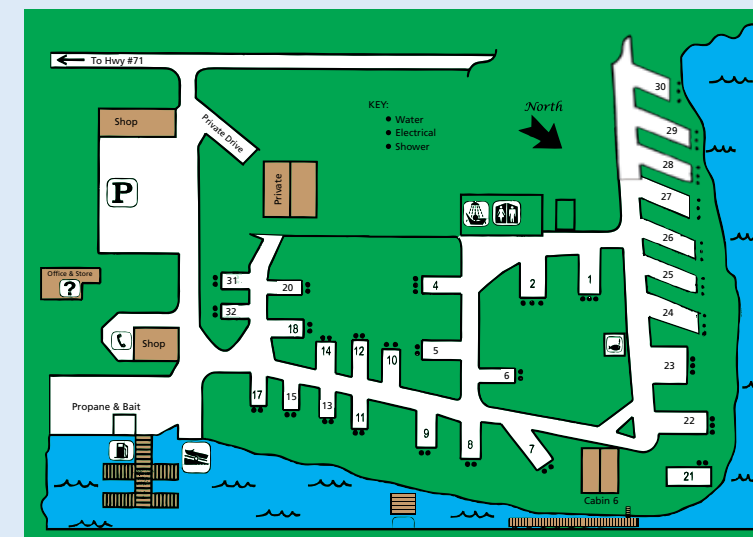 To Hwy #71
30
KEY:
Water
Electrical
Shower
North
Shop
Private Drive
29
28
P
Private
27
26
Office & Store
?
31
20
4
2
1
25
32
24
18
14
12
10
5
Shop
23
6
17
15
13
11
Propane & Bait
9
8
7
22
21
Cabin 6